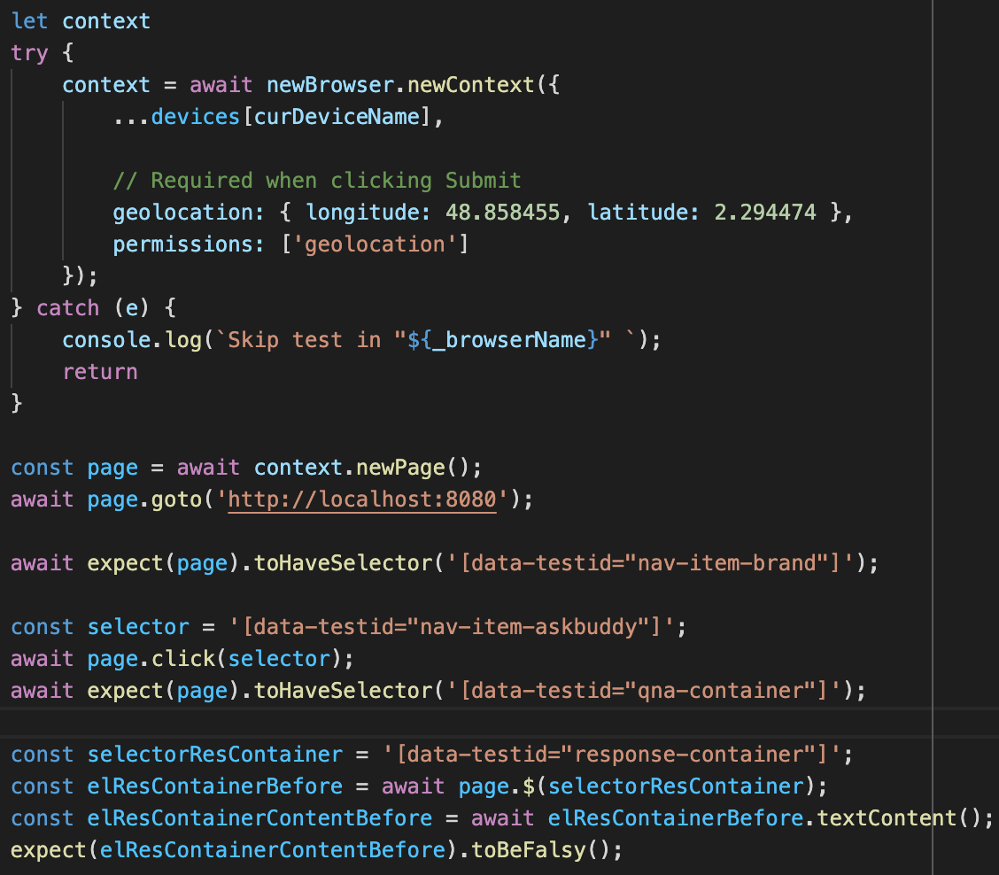 let context
try {
    context = await newBrowser.newContext({
        ...devices[curDeviceName],

        // Required when clicking Submit
        geolocation: { longitude: 48.858455, latitude: 2.294474 },
        permissions: ['geolocation']
    });
} catch (e) {
    console.log(`Skip test in "${_browserName}" `);
    return
}

const page = await context.newPage();
await page.goto('http://localhost:8080');

await expect(page).toHaveSelector('[data-testid="nav-item-brand"]');

const selector = '[data-testid="nav-item-askbuddy"]';
await page.click(selector);
await expect(page).toHaveSelector('[data-testid="qna-container"]');

const selectorResContainer = '[data-testid="response-container"]';
const elResContainerBefore = await page.$(selectorResContainer);
const elResContainerContentBefore = await elResContainerBefore.textContent();
expect(elResContainerContentBefore).toBeFalsy();